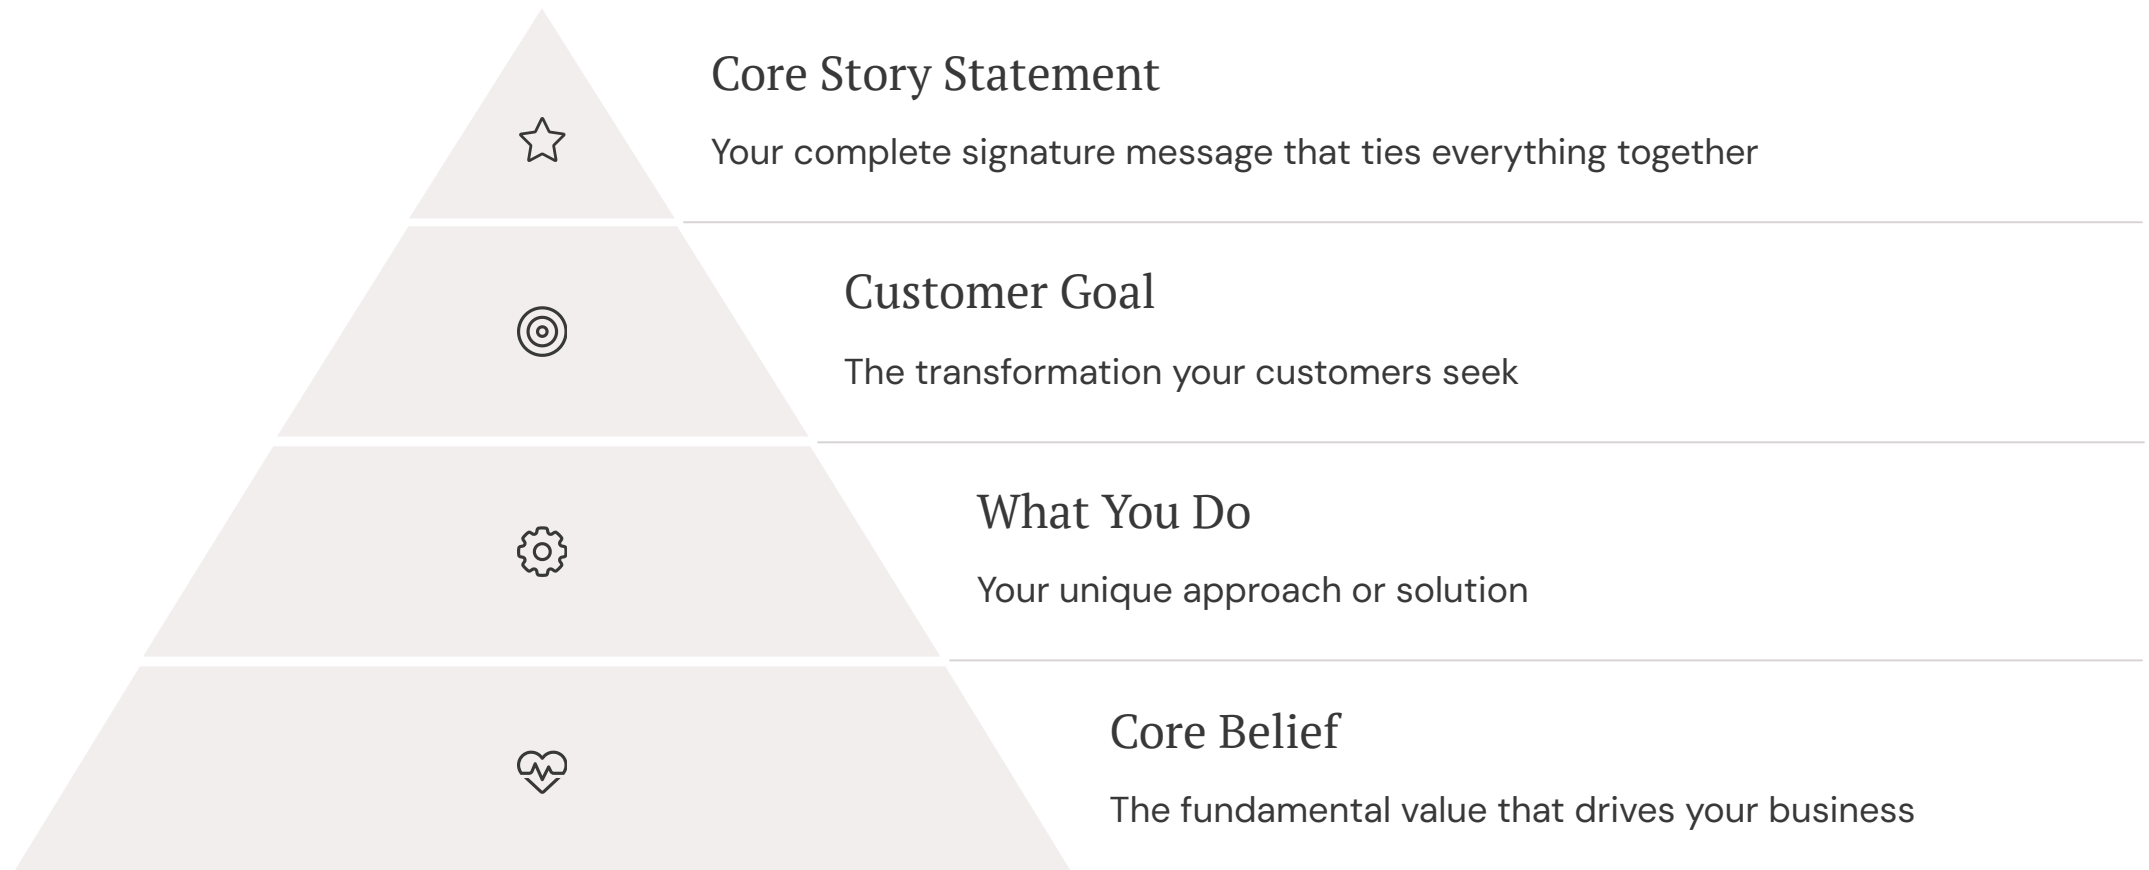 Core Story Statement
Your complete signature message that ties everything together
Customer Goal
The transformation your customers seek
What You Do
Your unique approach or solution
Core Belief
The fundamental value that drives your business